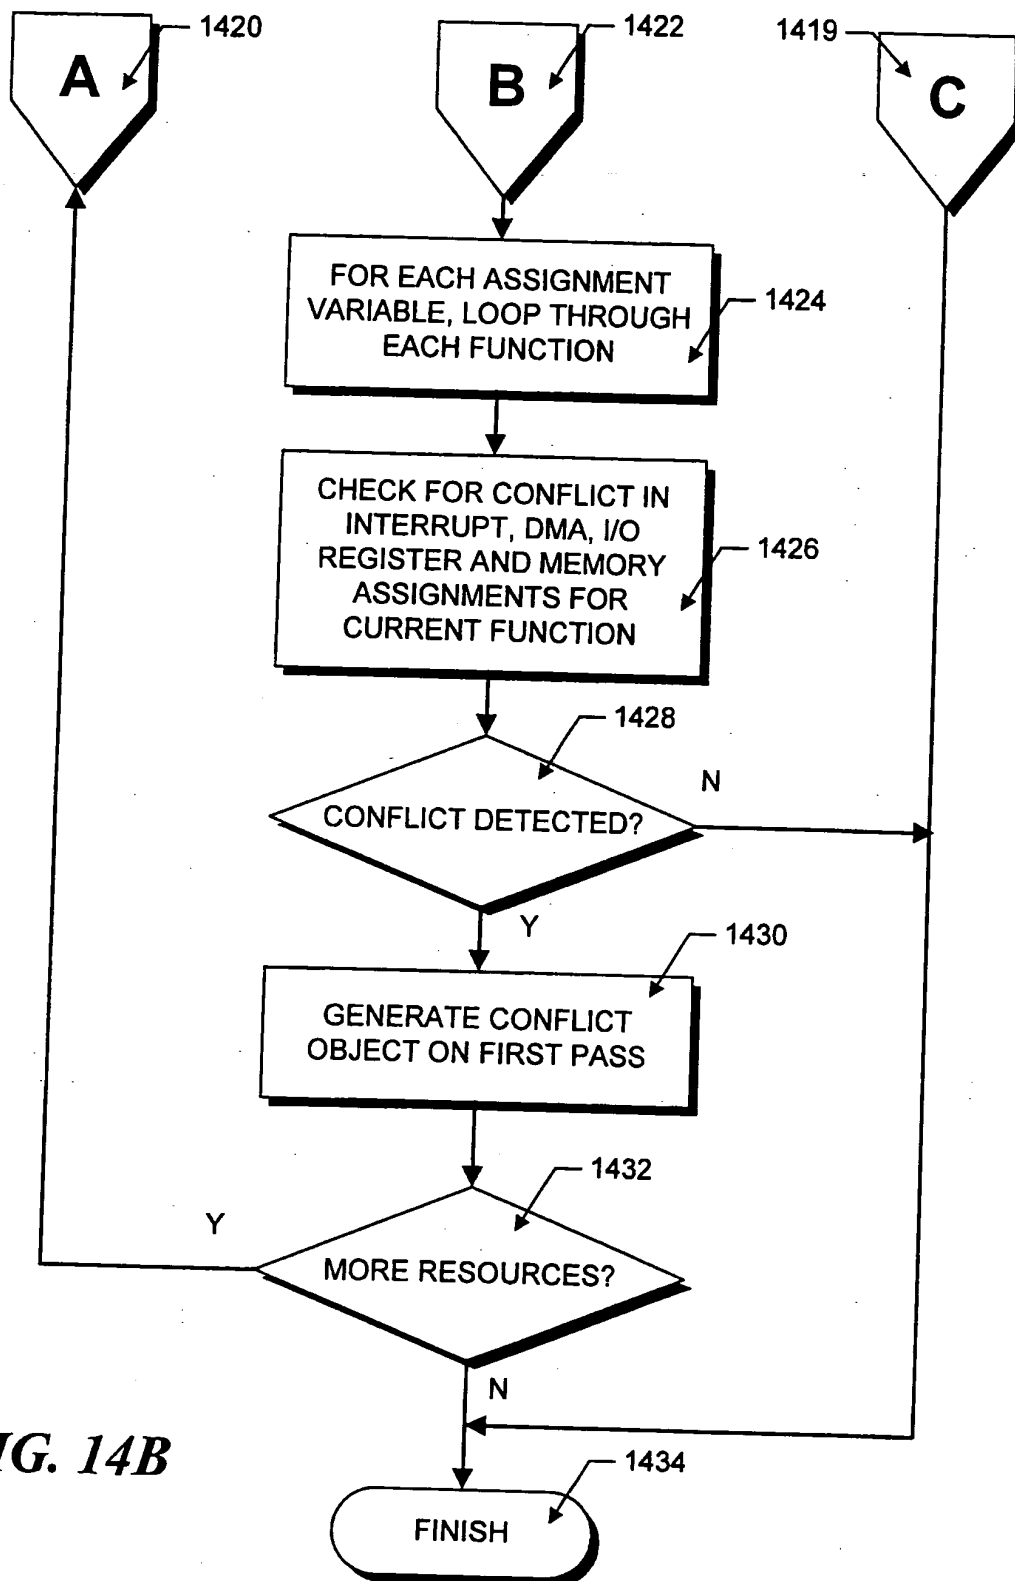 A
1420
B
1422
1419
C
FOR EACH ASSIGNMENT
VARIABLE, LOOP THROUGH
EACH FUNCTION
1424
CHECK FOR CONFLICT IN
INTERRUPT, DMA, I/O
REGISTER AND MEMORY
ASSIGNMENTS FOR
CURRENT FUNCTION
1426
1428
CONFLICT DETECTED?
N
Y
1430
GENERATE CONFLICT
OBJECT ON FIRST PASS
1432
Y
MORE RESOURCES?
N
IG. 14B
1434
FINISH